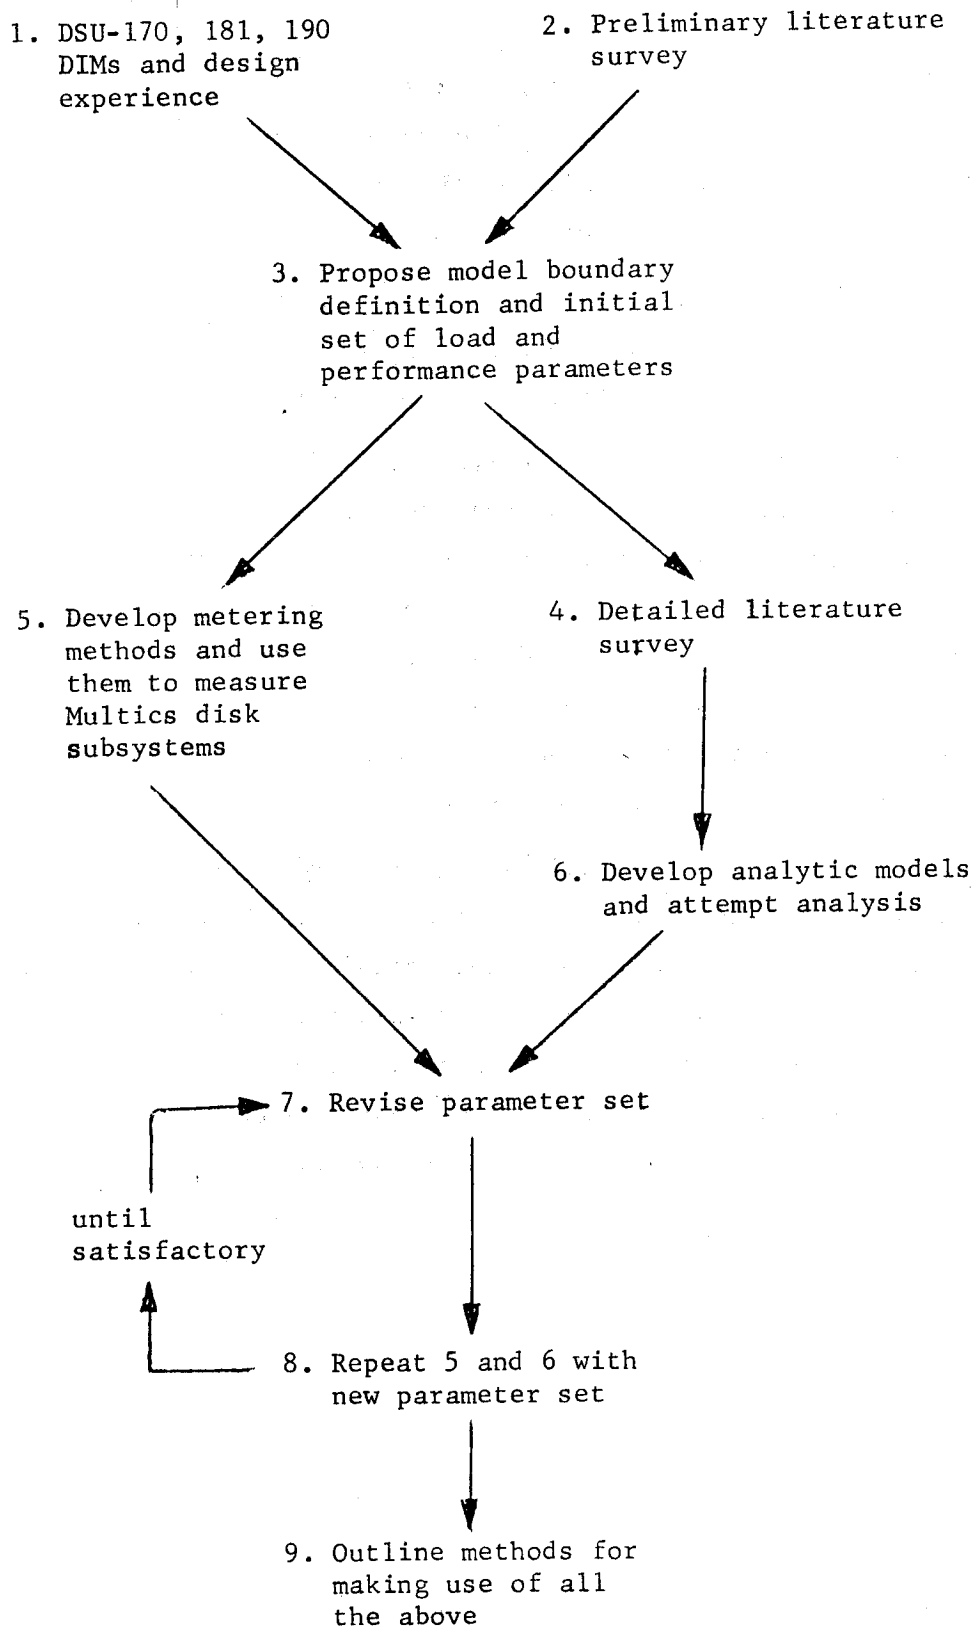 1. DSU-170, 181, 190
DIMs and design
experience
2. Preliminary literature
survey
3. Propose model boundary
definition and initial
set of load and
performance parameters
5. Develop metering
methods and use
them to measure
Multics disk
subsystems
4. Detailed literature
survey
6. Develop analytic models
and attempt analysis
7. Revise parameter set
until
satisfactory
8. Repeat 5 and 6 with
new parameter set
9. Outline methods for
making use of all
the above